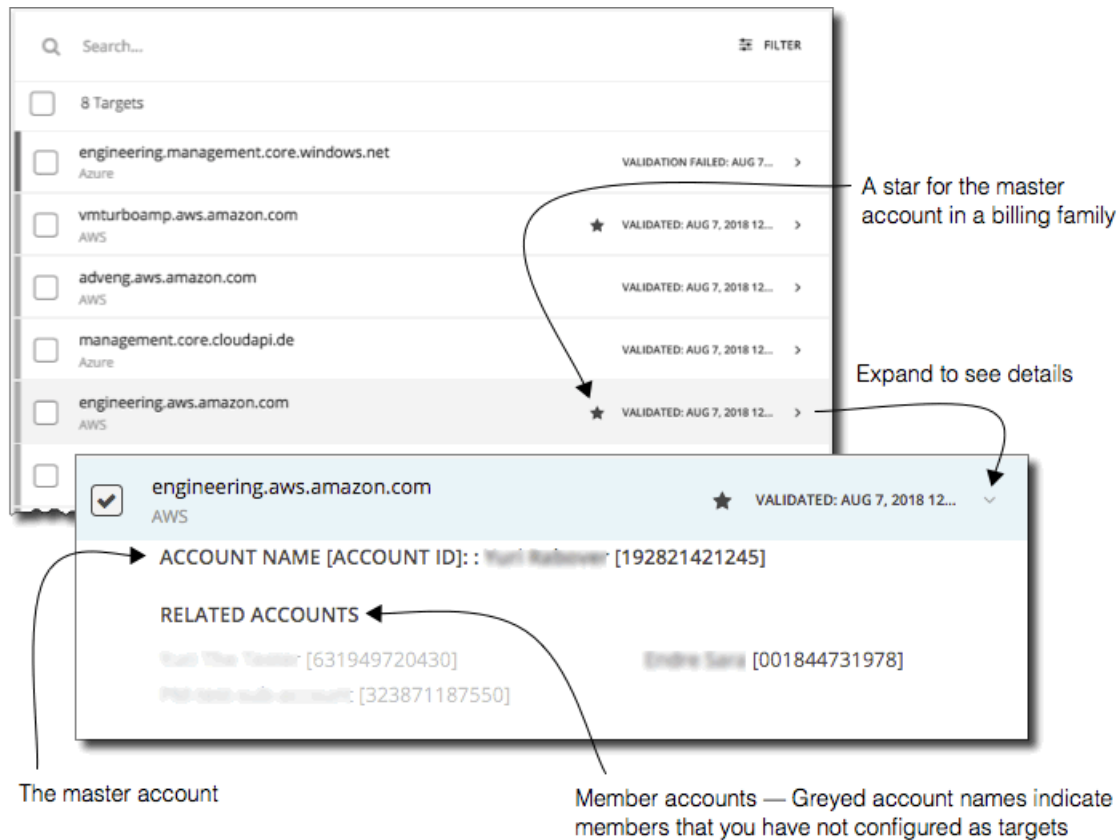 Search...
FILTER
8 Targets
engineering.management.core.windows.net
Azure
VALIDATION FAILED: AUG 7...
vmturboamp.aws.amazon.com
AWS
VALIDATED: AUG 7, 2018 12...
adveng.aws.amazon.com
AWS
VALIDATED: AUG 7, 2018 12...
management.core.cloudapi.de
Azure
VALIDATED: AUG 7, 2018 12...
engineering.aws.amazon.com
AWS
VALIDATED: AUG 7, 2018 12...
A star for the master
account in a billing family
Expand to see details
engineering.aws.amazon.com
AWS
VALIDATED: AUG 7, 2018 12...
ACCOUNT NAME [ACCOUNT ID]: : [192821421245]
RELATED ACCOUNTS
[631949720430]
[001844731978]
[323871187550]
The master account
Member accounts — Greyed account names indicate
members that you have not configured as targets